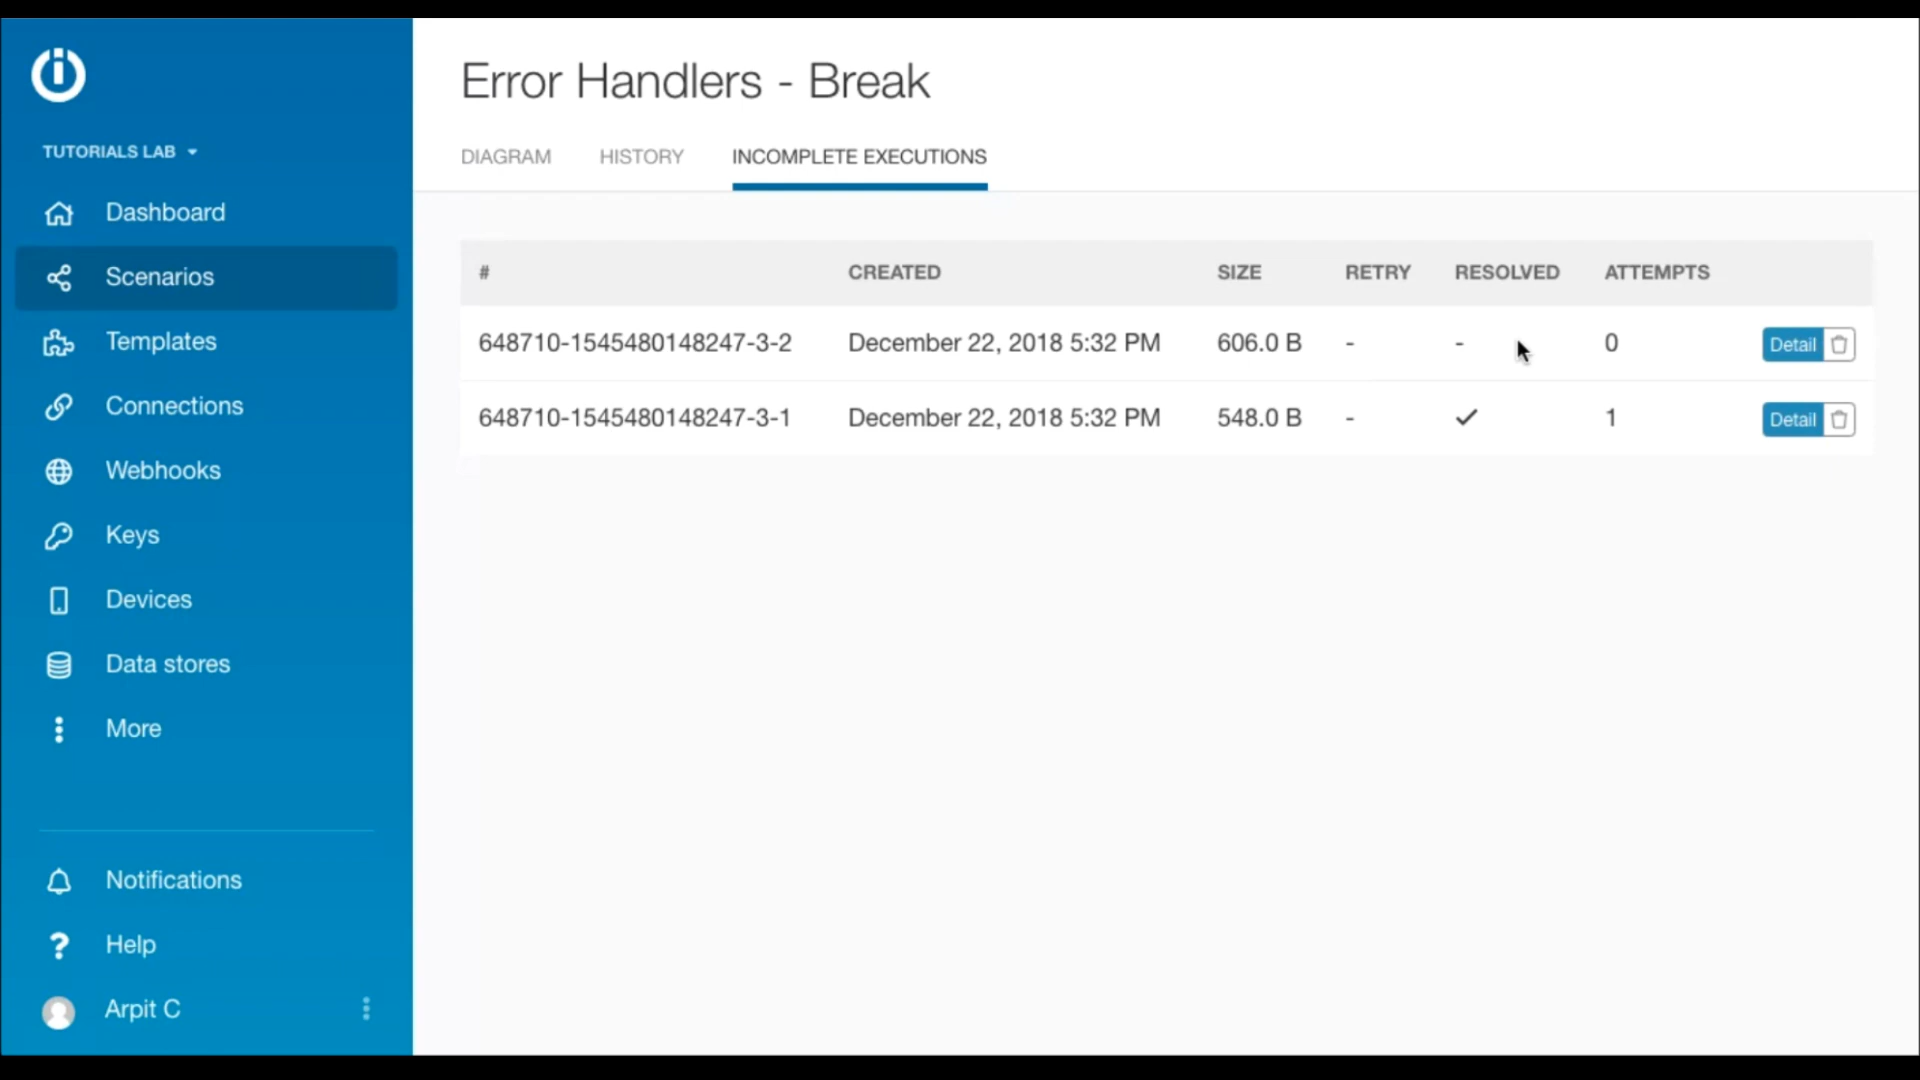 TUTORIALS LAB
Dashboard
Scenarios
Templates
Connections
Webhooks
Keys
Devices
Data stores
More
Notifications
Help
Arpit C
Error Handlers - Break
DIAGRAM HISTORY INCOMPLETE EXECUTIONS
# CREATED SIZE RETRY RESOLVED ATTEMPTS
648710-1545480148247-3-2 December 22, 2018 5:32 PM 606.0 B - - 0 Detail
648710-1545480148247-3-1 December 22, 2018 5:32 PM 548.0 B - ✓ 1 Detail